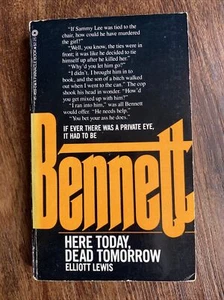 "If Sammy Lee was tied to the
chair, how could he have murdered
the girl?"
"Well, you know, the ties were in
front; it was like he decided to tie
himself up after he killed her."
"Why'd you let him go?"
"I didn't. I brought him in to
book, and the son of a bitch walked
out when I went to the can." The cop
shook his head in wonder. "How'd
you get mixed up with him?"
"I ran into him," was all Bennett
would offer. "He needs help."
"You bet your ass he does."
IF EVER THERE WAS A PRIVATE EYE,
IT HAD TO BE
Bennett
HERE TODAY,
DEAD TOMORROW
ELLIOTT LEWIS